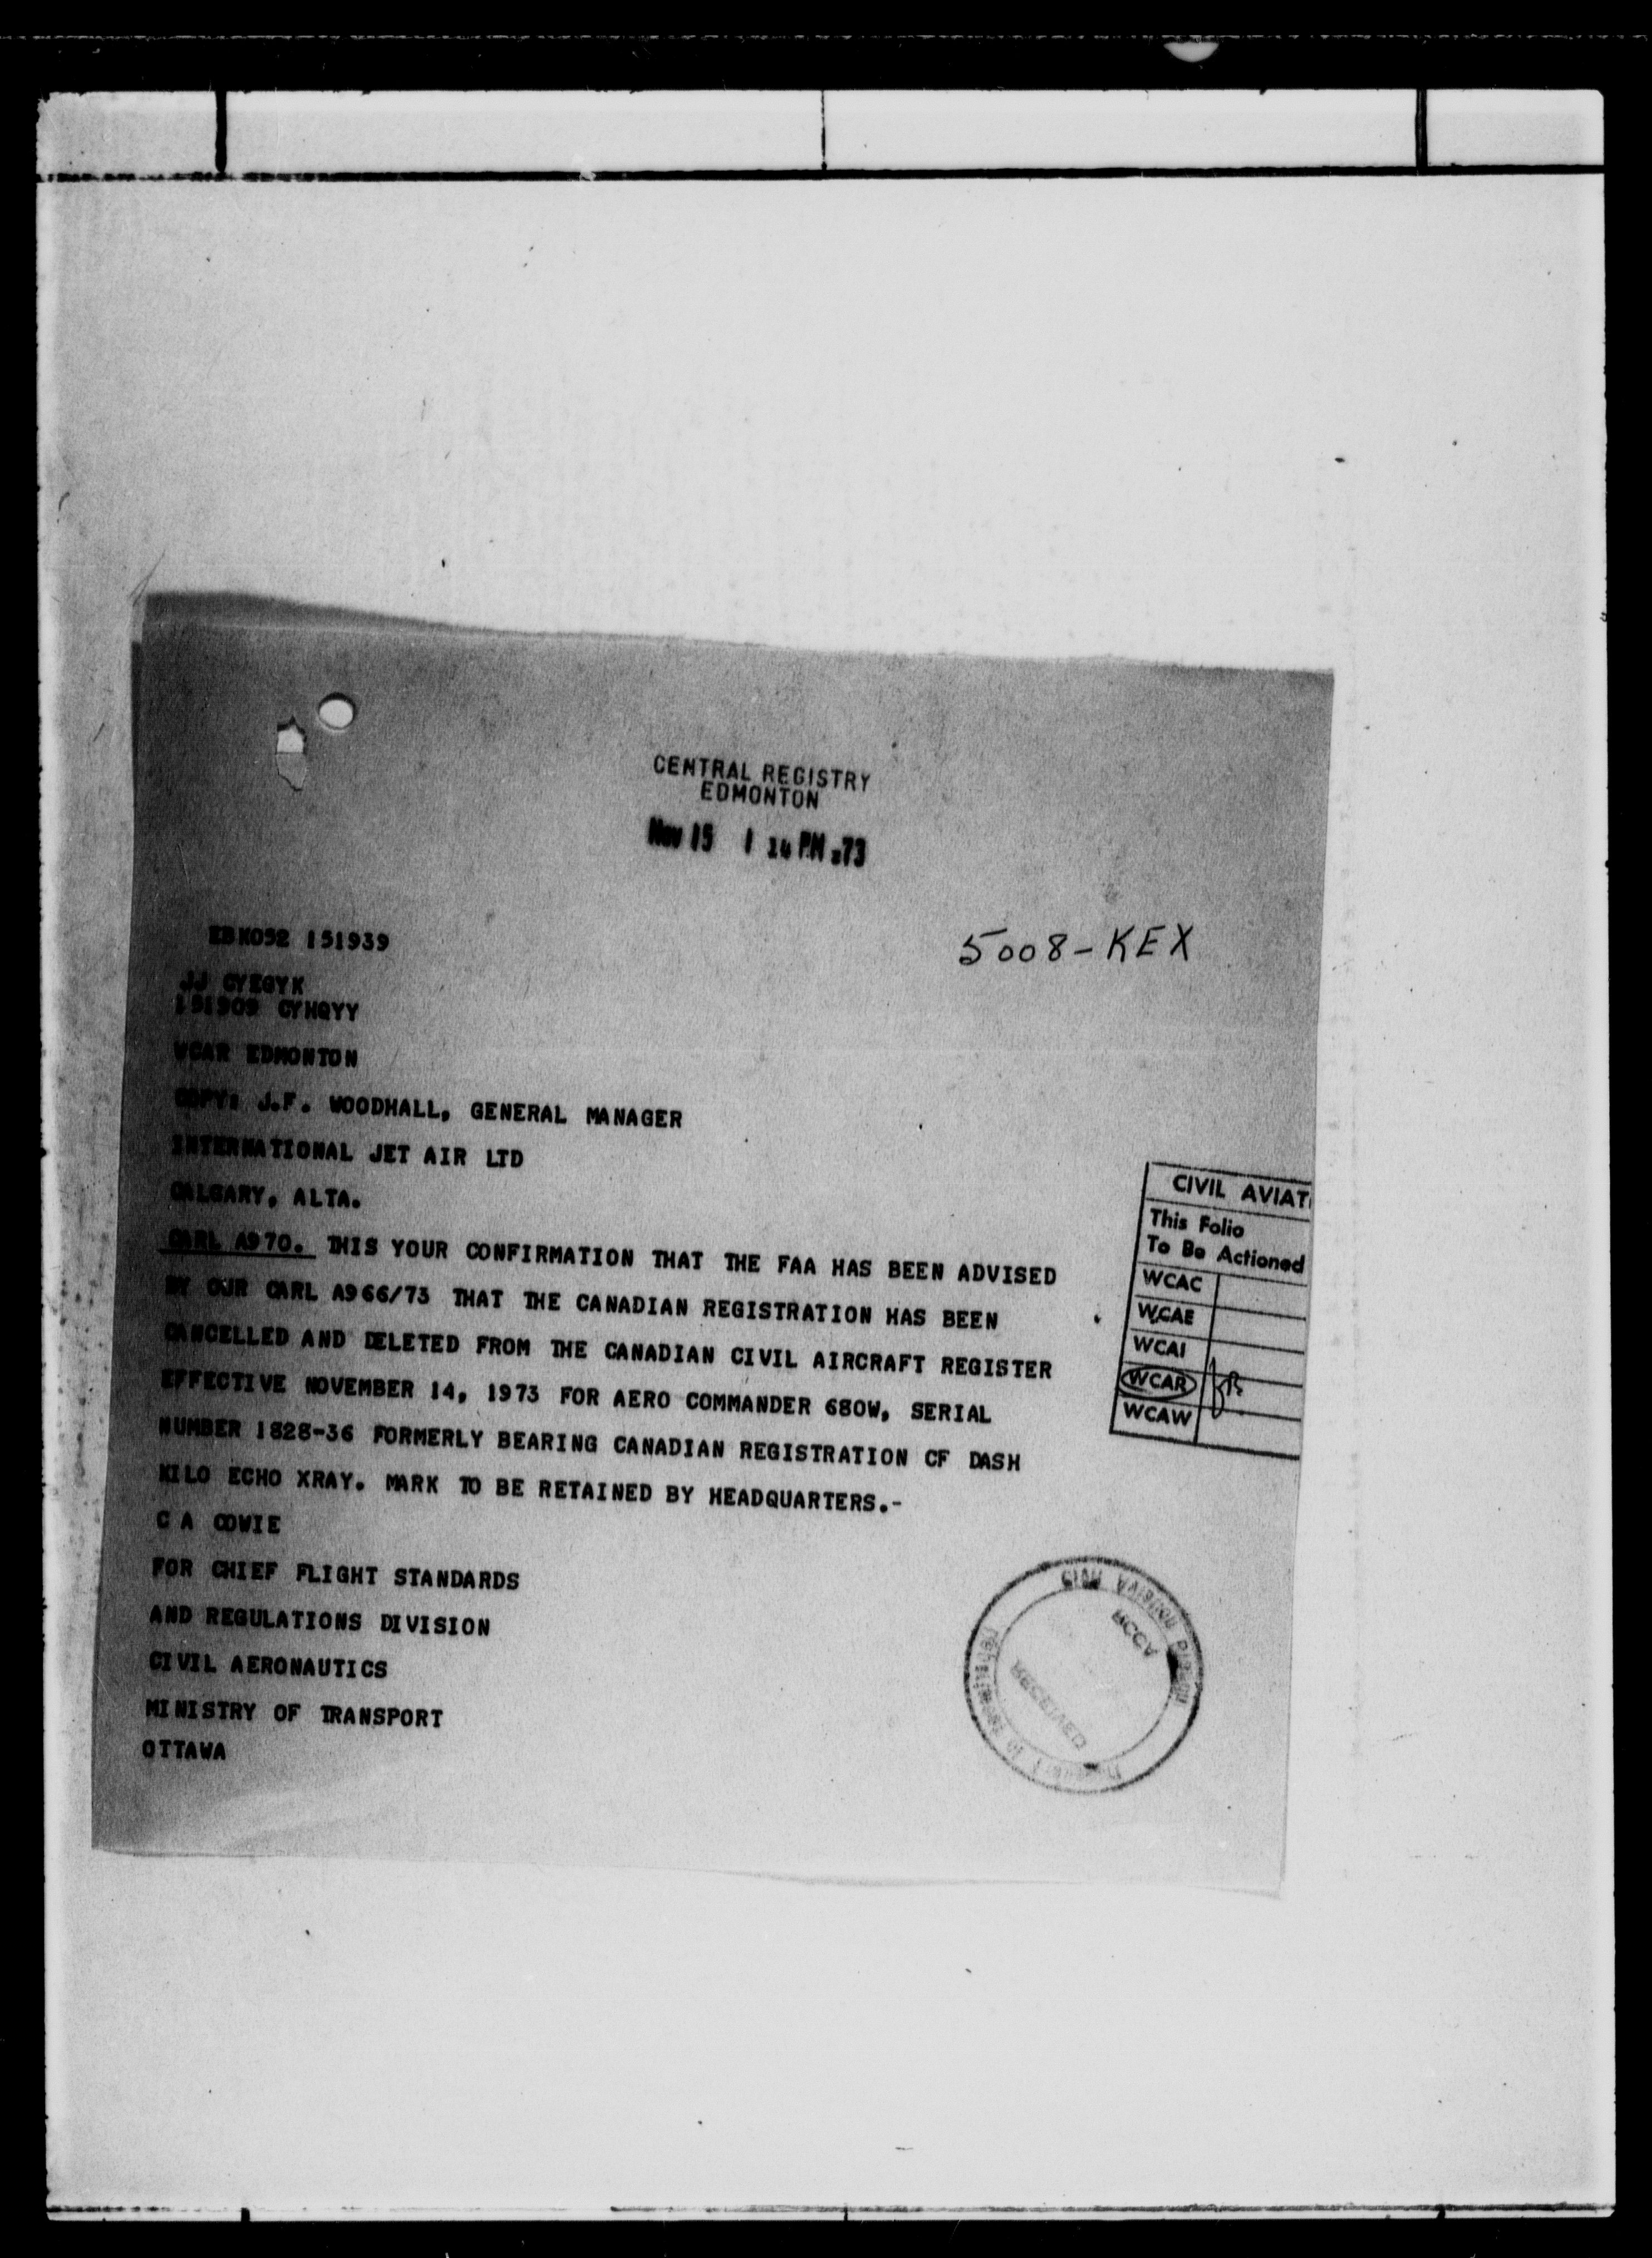 CENTRAL REGISTRY
EDMONTON
Nov 15 1 14 PM '73
151939
5008-KEX
JJ CYEGYK
151909 CYHQYY
WCAR EDMONTON
COPY: J.F. WOODHALL, GENERAL MANAGER
INTERNATIONAL JET AIR LTD
CALGARY, ALTA.
CARL A970. THIS YOUR CONFIRMATION THAT THE FAA HAS BEEN ADVISED
BY OUR CARL A966/73 THAT THE CANADIAN REGISTRATION HAS BEEN
CANCELLED AND DELETED FROM THE CANADIAN CIVIL AIRCRAFT REGISTER
EFFECTIVE NOVEMBER 14, 1973 FOR AERO COMMANDER 680W, SERIAL
NUMBER 1828-36 FORMERLY BEARING CANADIAN REGISTRATION CF DASH
KILO ECHO XRAY. MARK TO BE RETAINED BY HEADQUARTERS.-
C A COWIE
FOR CHIEF FLIGHT STANDARDS
AND REGULATIONS DIVISION
CIVIL AERONAUTICS
MINISTRY OF TRANSPORT
OTTAWA
CIVIL AVIATI
This Folio
To Be Actioned
WCAC
WCAE
WCAI
WCAR
WCAW
Civil Aviation Branch
RCCA
RECEIVED